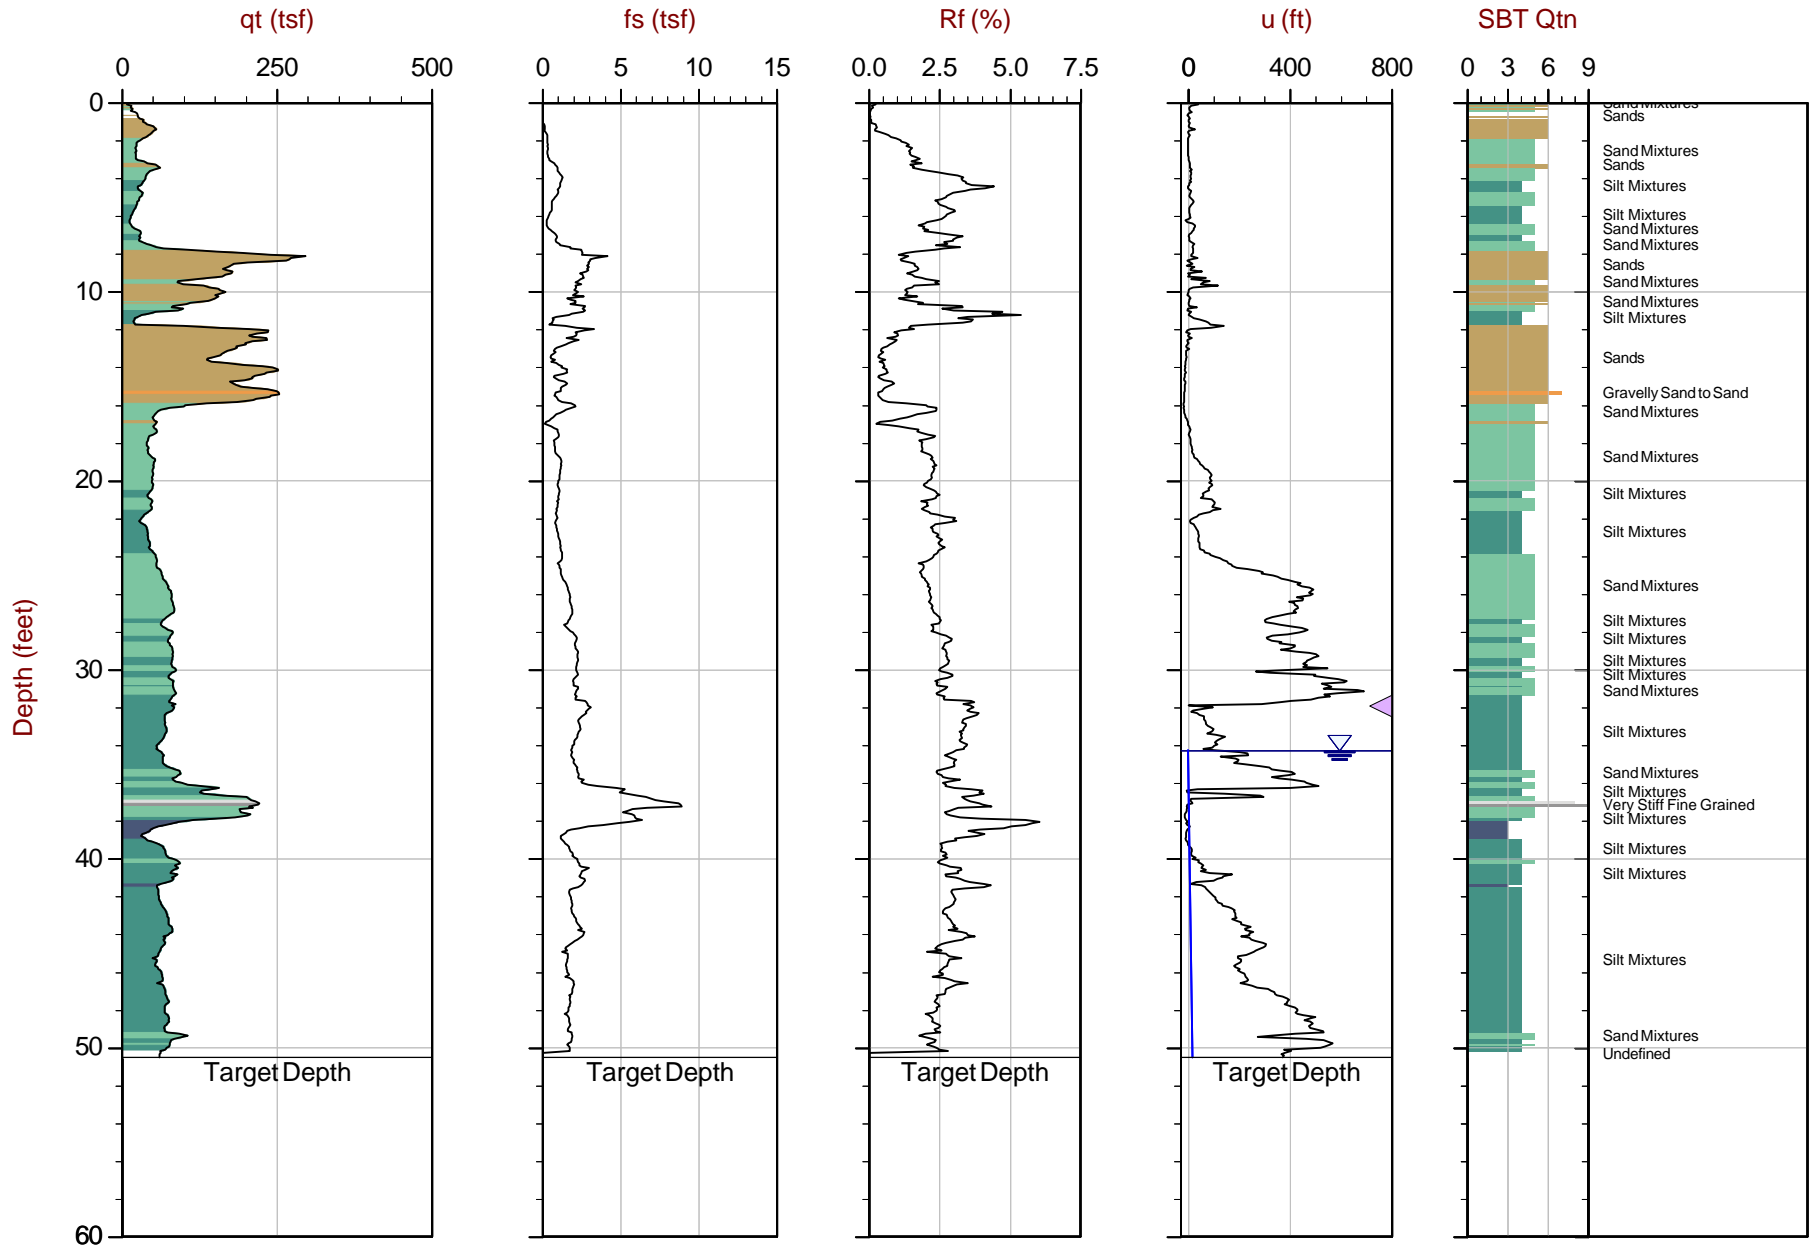 qt (tsf) fs (tsf) Rf (%) u (ft) SBT Qtn
0 250 500 0 5 10 15 0.0 2.5 5.0 7.5 0 400 800 0 3 6 9
0
Sand Mixtures
Sands
Sand Mixtures
Sands
Silt Mixtures
Silt Mixtures
Sand Mixtures
Sand Mixtures
Sands
Sand Mixtures
10
Sand Mixtures
Silt Mixtures
Sands
Gravelly Sand to Sand
Sand Mixtures
Sand Mixtures
20
Silt Mixtures
Silt Mixtures
Sand Mixtures
Silt Mixtures
Silt Mixtures
Silt Mixtures
30
Silt Mixtures
Sand Mixtures
Depth (feet)
Silt Mixtures
Sand Mixtures
Silt Mixtures
Very Stiff Fine Grained
Silt Mixtures
Silt Mixtures
40
Silt Mixtures
Silt Mixtures
Sand Mixtures
50
Undefined
Target Depth Target Depth Target Depth Target Depth
60